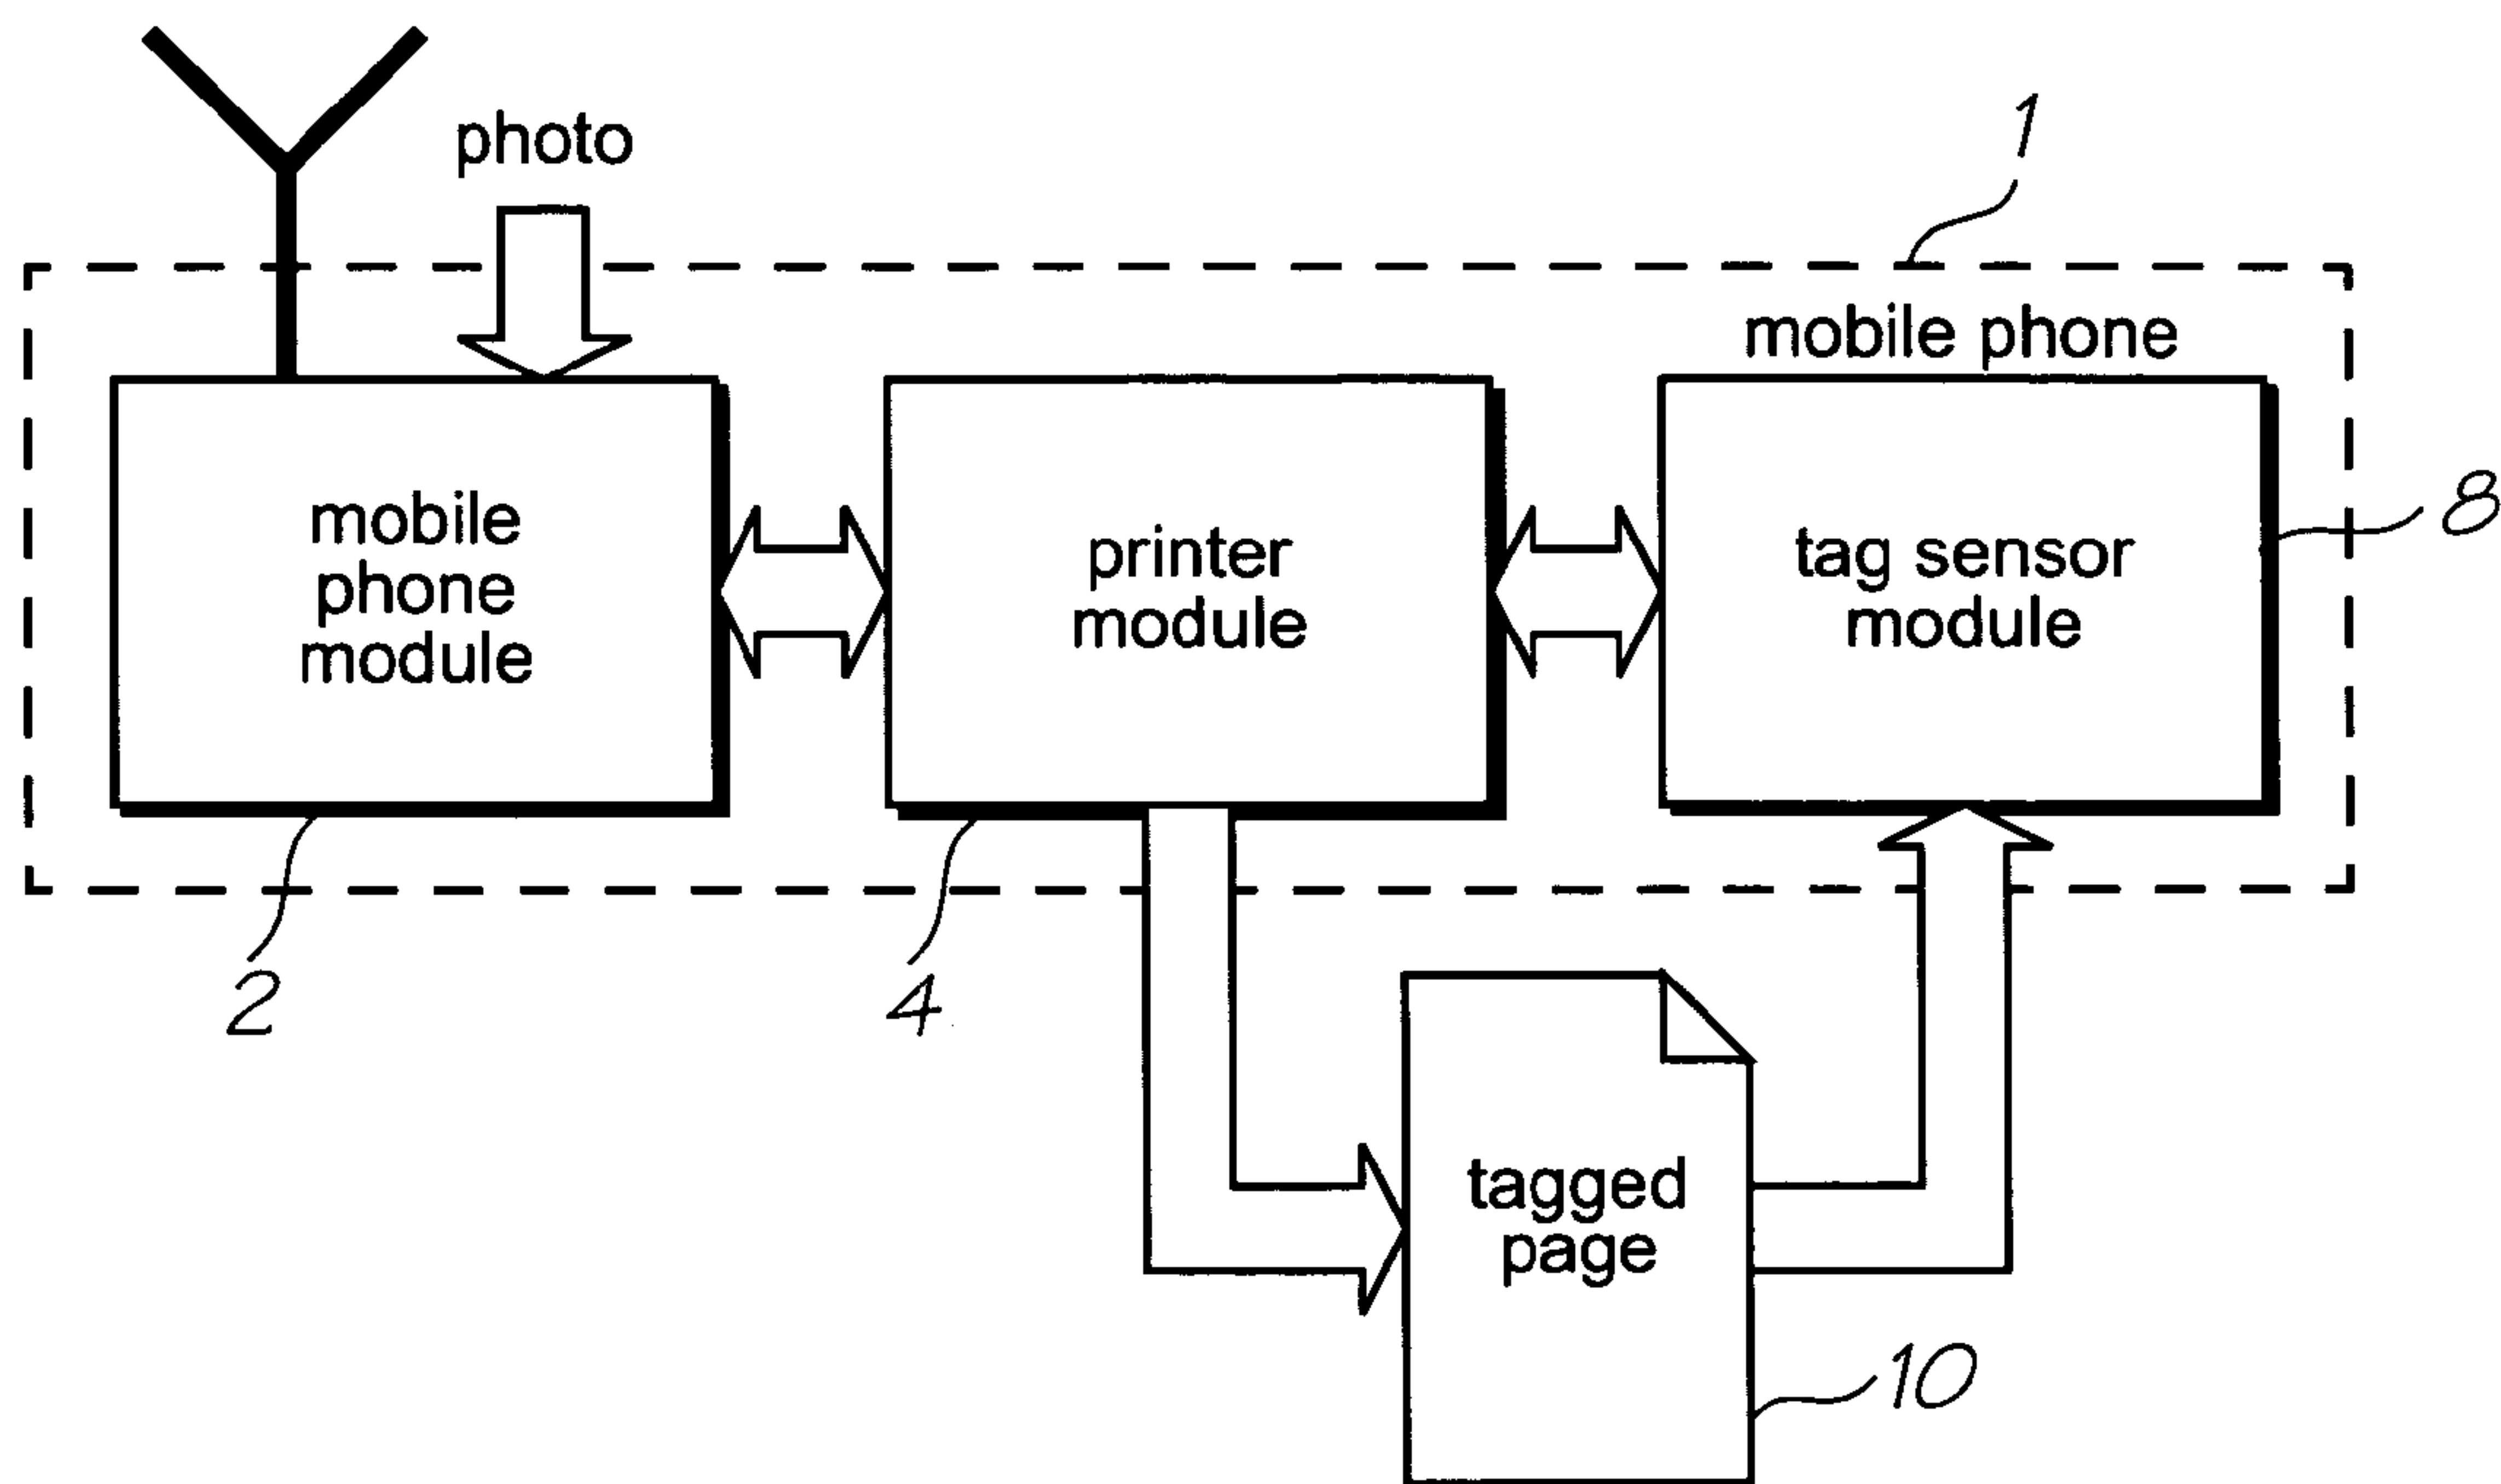 photo
1
mobile phone
mobile
phone
module
printer
module
tag sensor
module
8
2
4
tagged
page
10